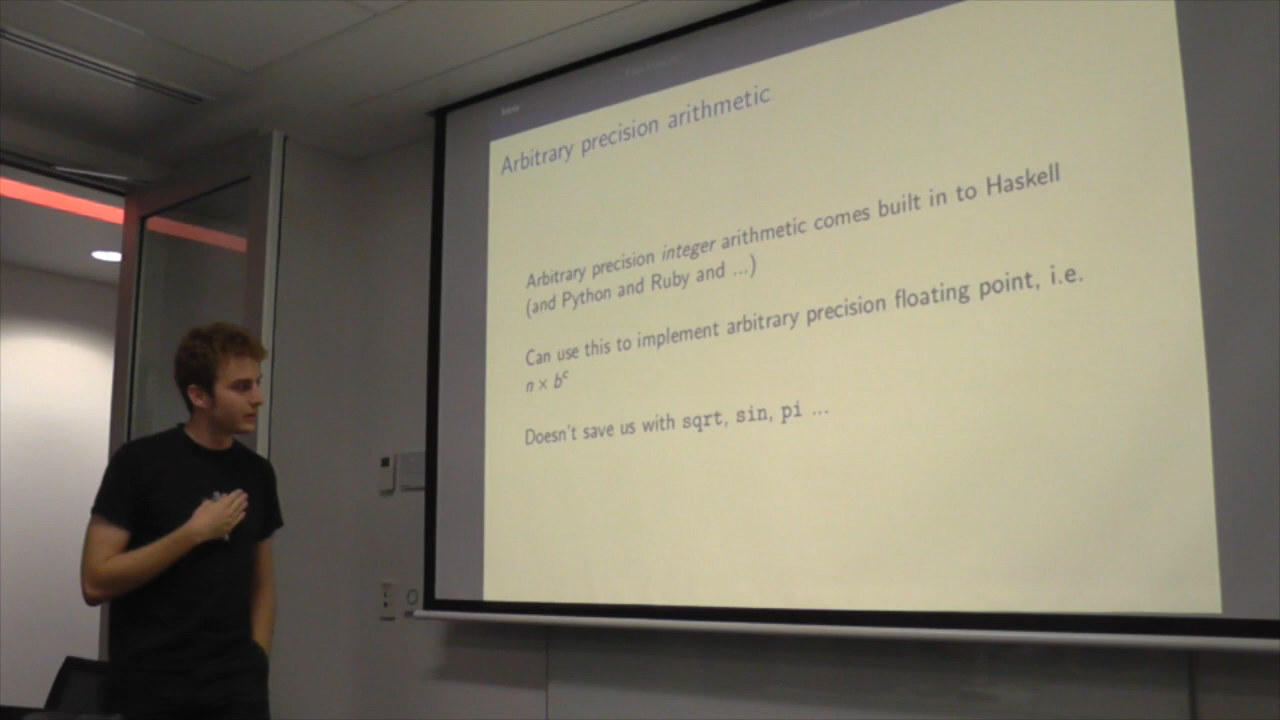 Arbitrary precision arithmetic
Arbitrary precision integer arithmetic comes built in to Haskell
(and Python and Ruby and ...)
Can use this to implement arbitrary precision floating point, i.e.
n × bᶜ
Doesn't save us with sqrt, sin, pi ...